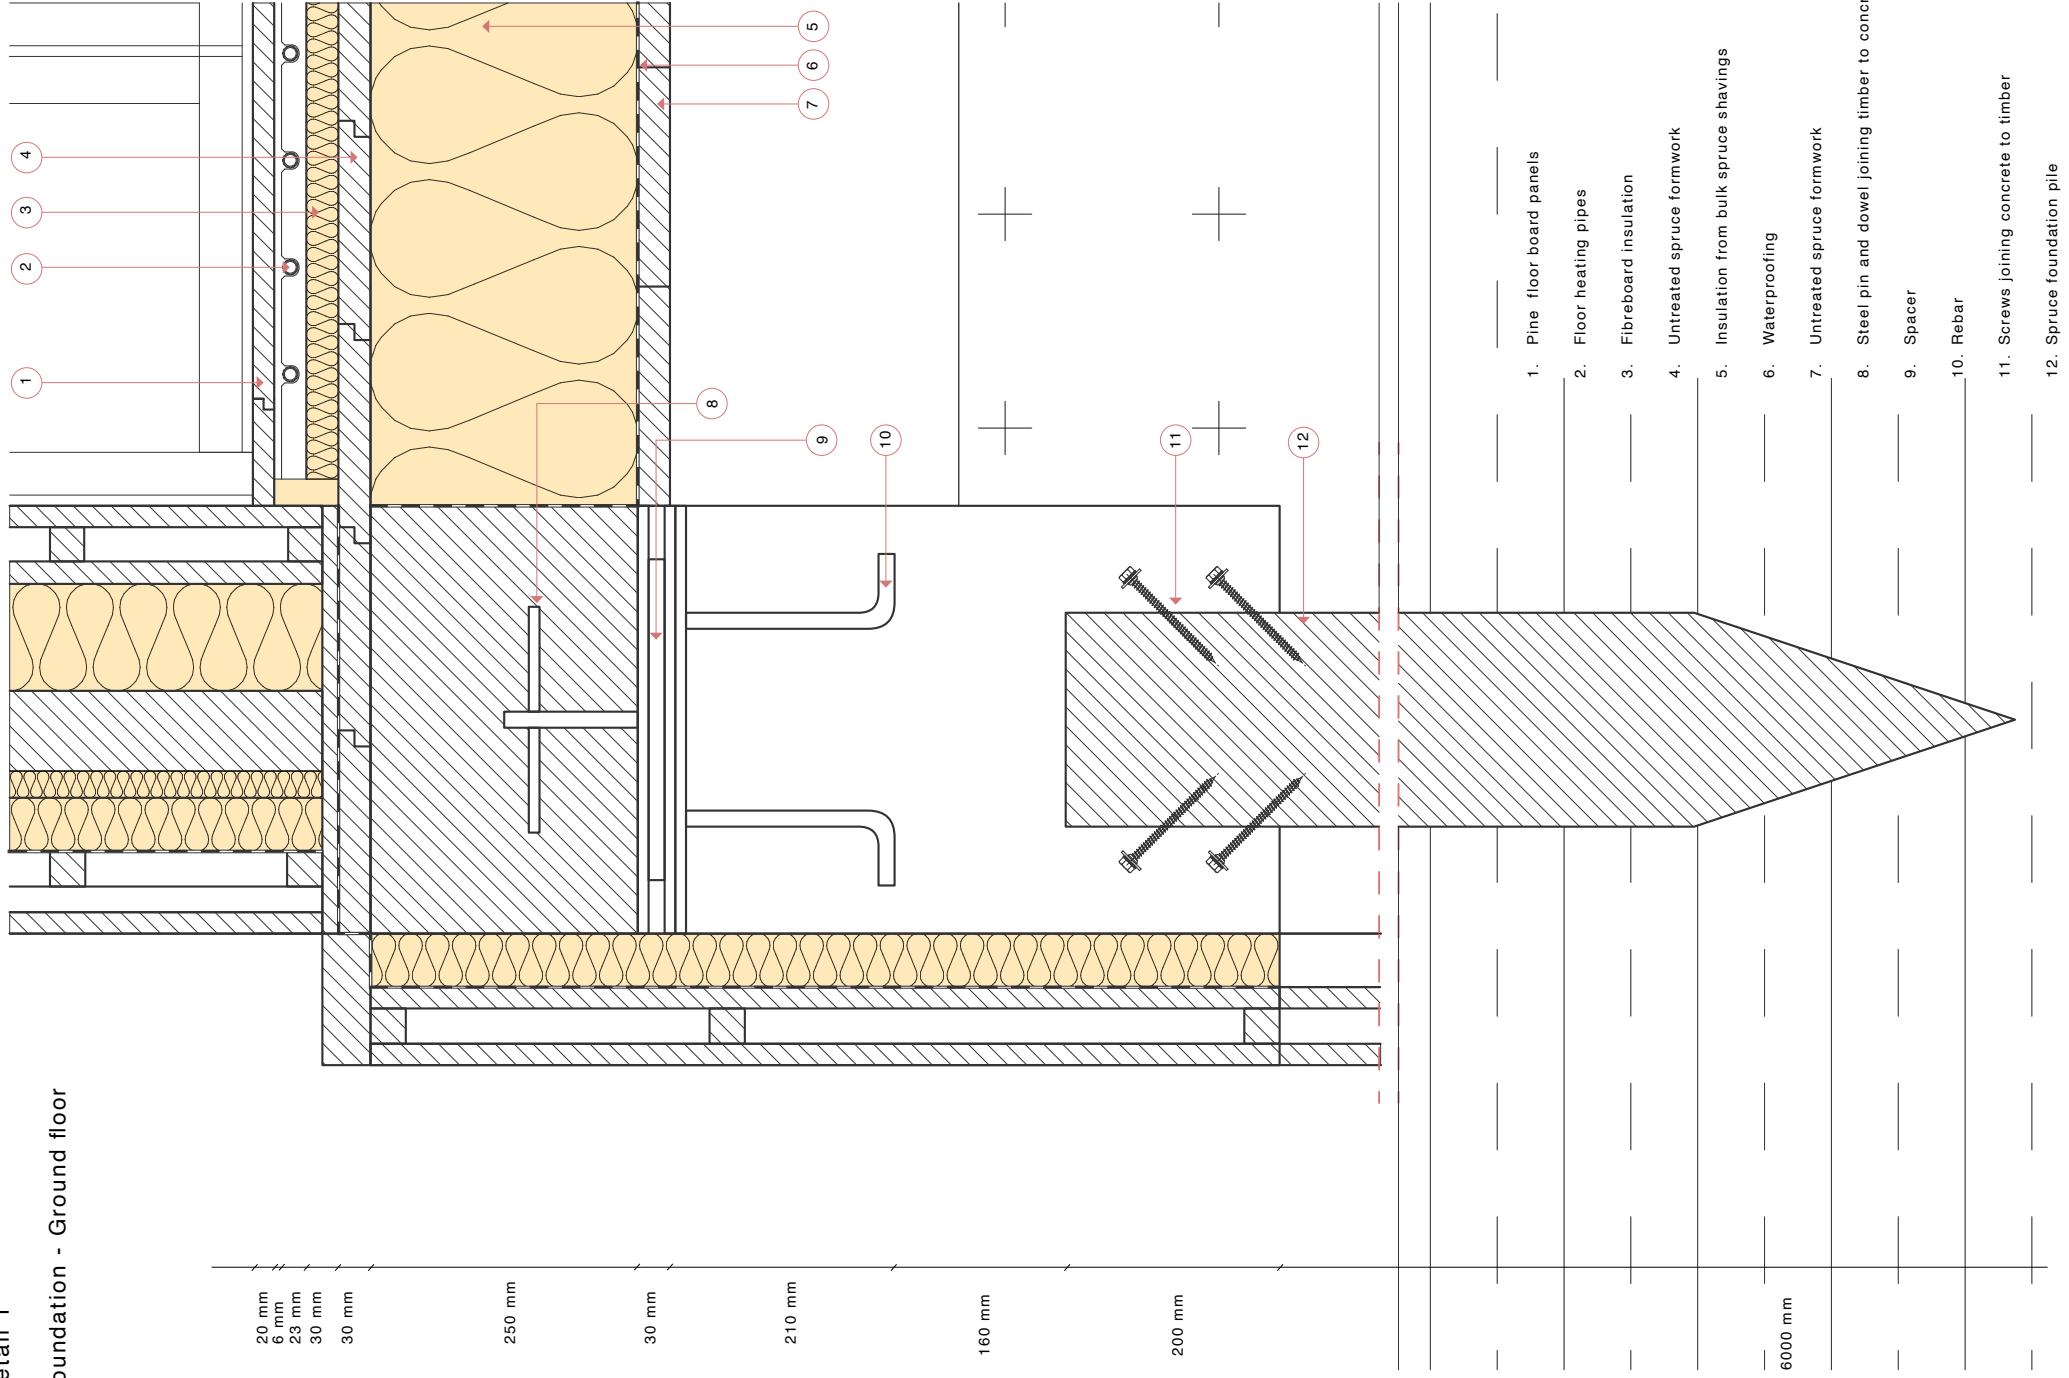 etail 1
oundation - Ground floor
1
2
3
4
5
6
7
8
9
10
11
12
20 mm
6 mm
23 mm
30 mm
30 mm
250 mm
30 mm
210 mm
160 mm
200 mm
6000 mm
1. Pine floor board panels
2. Floor heating pipes
3. Fibreboard insulation
4. Untreated spruce formwork
5. Insulation from bulk spruce shavings
6. Waterproofing
7. Untreated spruce formwork
8. Steel pin and dowel joining timber to concr
9. Spacer
10. Rebar
11. Screws joining concrete to timber
12. Spruce foundation pile